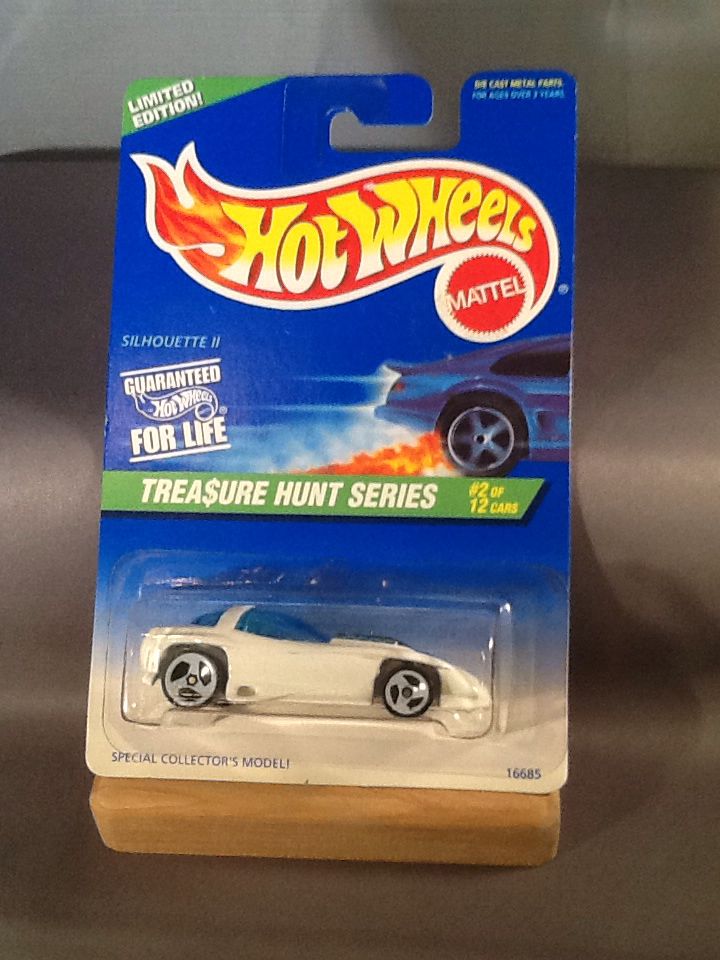 LIMITED
EDITION!
DIE CAST METAL PARTS.
FOR AGES OVER 3 YEARS.
HOT WHEELS
MATTEL
®
SILHOUETTE II
GUARANTEED
HOT WHEELS
®
FOR LIFE
TREA$URE HUNT SERIES
#2 OF
12 CARS
SPECIAL COLLECTOR'S MODEL!
16685